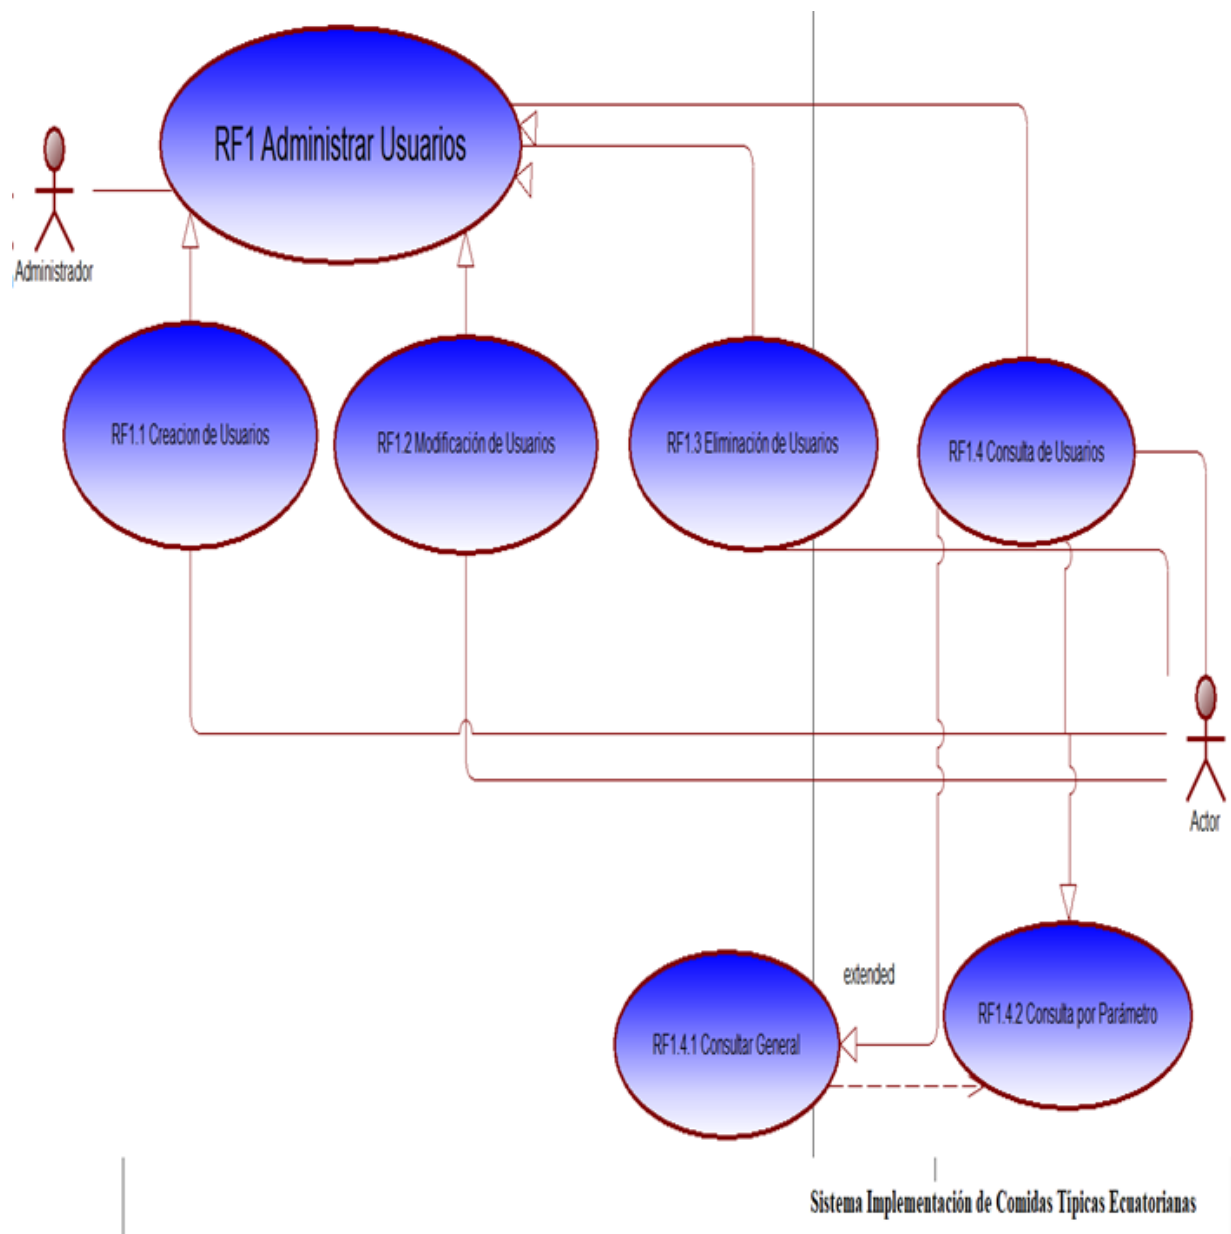 RF1 Administrar Usuarios
Administrador
RF1.1 Creacion de Usuarios
RF1.2 Modificación de Usuarios
RF1.3 Eliminación de Usuarios
RF1.4 Consulta de Usuarios
Actor
extended
RF1.4.1 Consultar General
RF1.4.2 Consulta por Parámetro
Sistema Implementación de Comidas Típicas Ecuatorianas